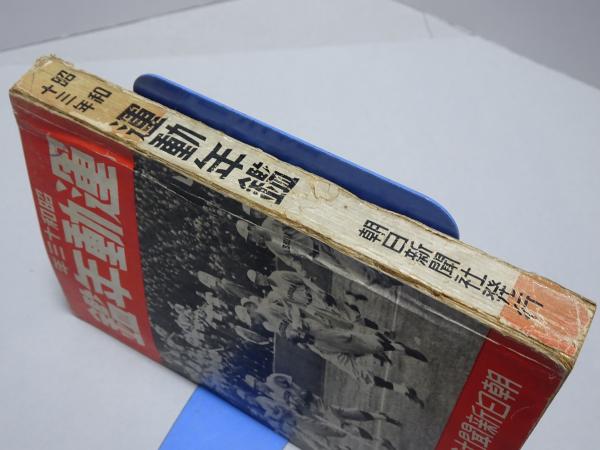 昭和
十三年
運動年鑑
朝日新聞社発行
昭和十三年
運動年鑑
朝日新聞社